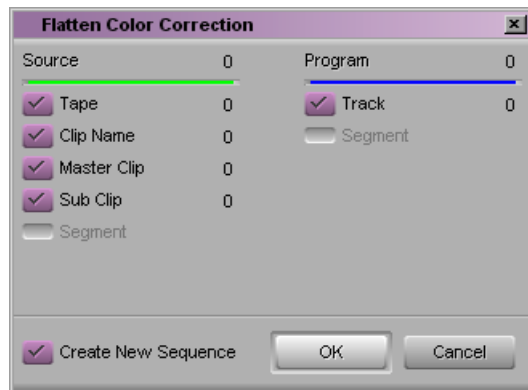 Flatten Color Correction
Source 0
Tape 0
Clip Name 0
Master Clip 0
Sub Clip 0
Segment
Program 0
Track 0
Segment
Create New Sequence
OK
Cancel